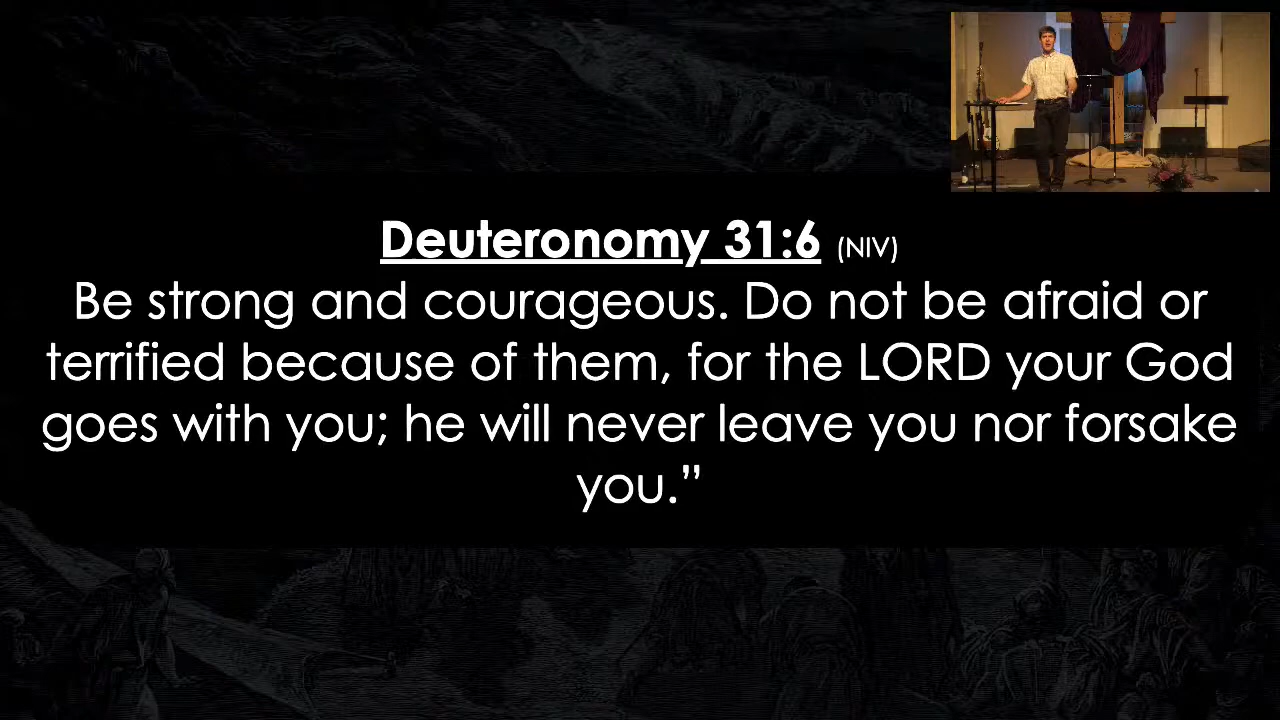 Deuteronomy 31:6 (NIV)
Be strong and courageous. Do not be afraid or
terrified because of them, for the LORD your God
goes with you; he will never leave you nor forsake
you.”